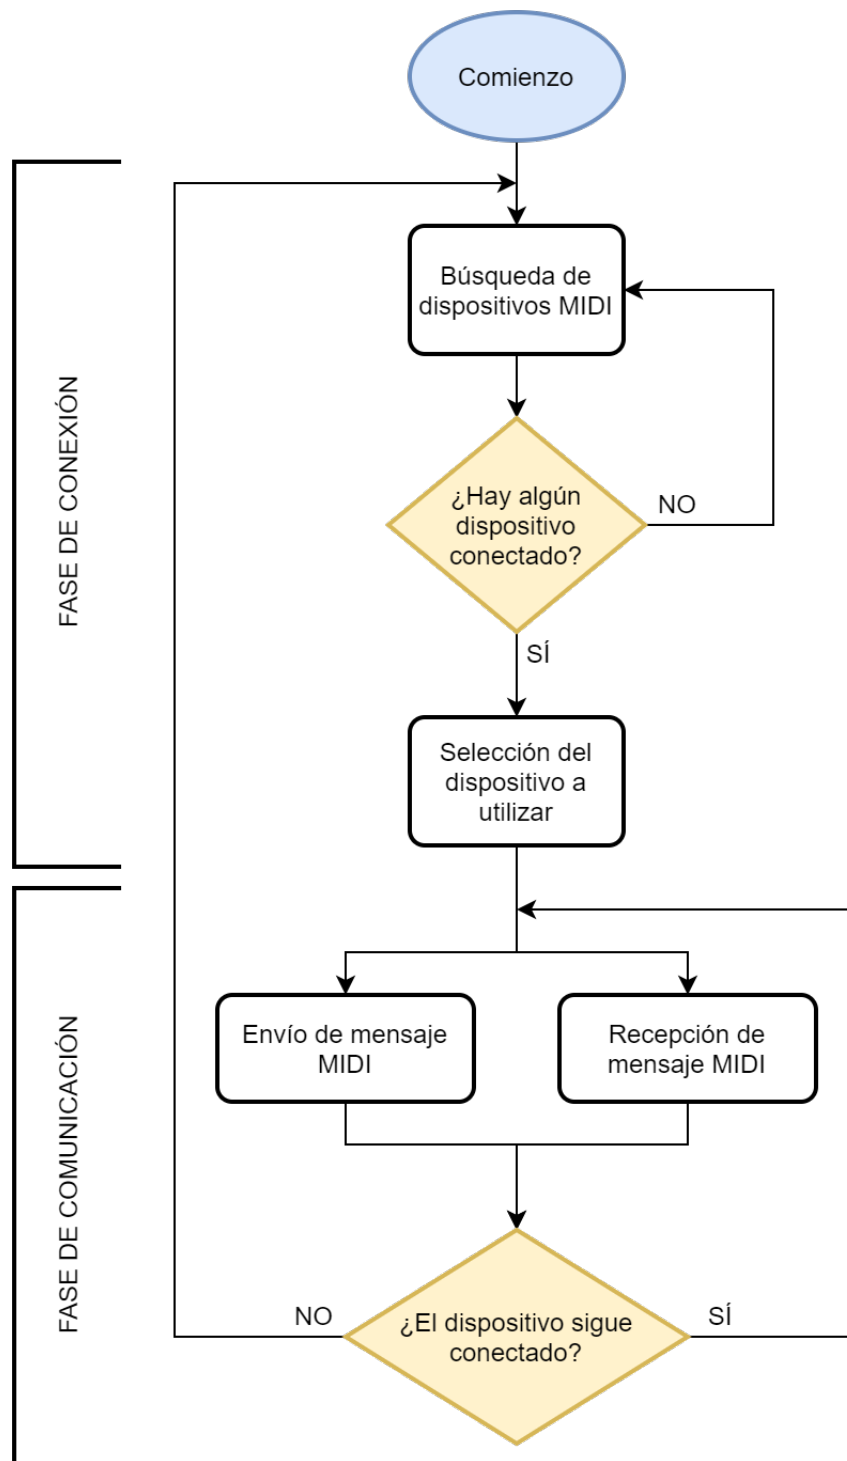 Comienzo
FASE DE CONEXIÓN
Búsqueda de
dispositivos MIDI
¿Hay algún
dispositivo
conectado?
NO
SÍ
Selección del
dispositivo a
utilizar
FASE DE COMUNICACIÓN
Envío de mensaje
MIDI
Recepción de
mensaje MIDI
NO
¿El dispositivo sigue
conectado?
SÍ